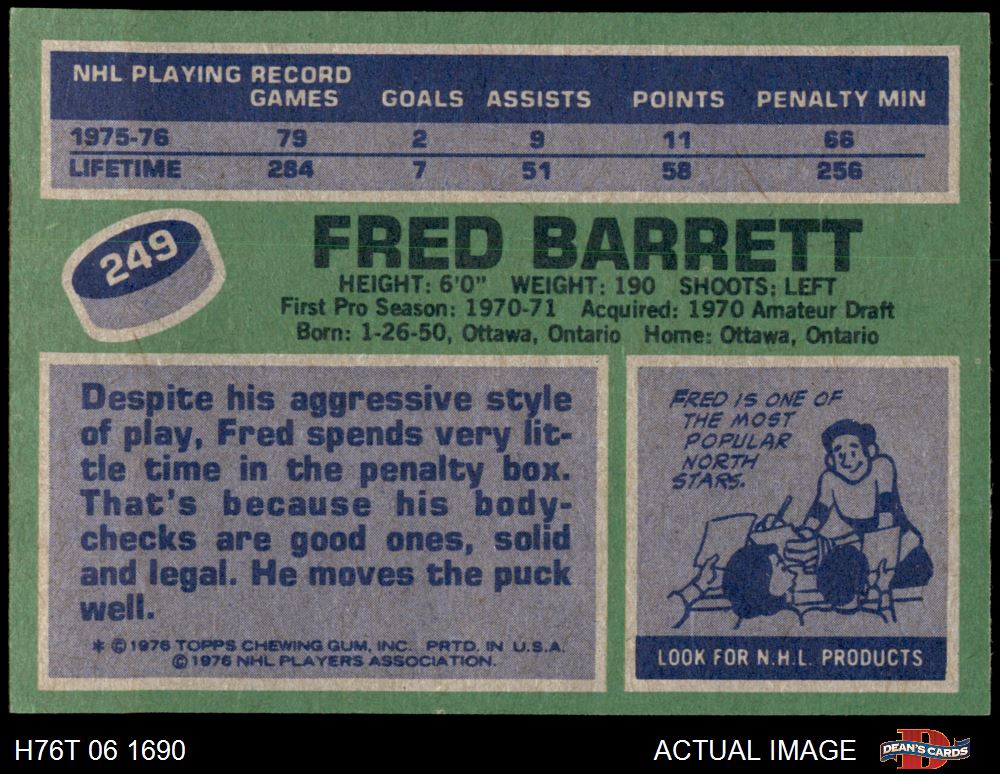 NHL PLAYING RECORD
GAMES GOALS ASSISTS POINTS PENALTY MIN
1975-76 79 2 9 11 66
LIFETIME 284 7 51 58 256
249
FRED BARRETT
HEIGHT: 6'0" WEIGHT: 190 SHOOTS: LEFT
First Pro Season: 1970-71 Acquired: 1970 Amateur Draft
Born: 1-26-50, Ottawa, Ontario Home: Ottawa, Ontario
Despite his aggressive style
of play, Fred spends very lit-
tle time in the penalty box.
That's because his body-
checks are good ones, solid
and legal. He moves the puck
well.
* © 1976 TOPPS CHEWING GUM, INC. PRTD. IN U.S.A.
© 1976 NHL PLAYERS ASSOCIATION.
FRED IS ONE OF
THE MOST
POPULAR
NORTH
STARS.
LOOK FOR N.H.L. PRODUCTS
H76T 06 1690 ACTUAL IMAGE DEAN'S CARDS